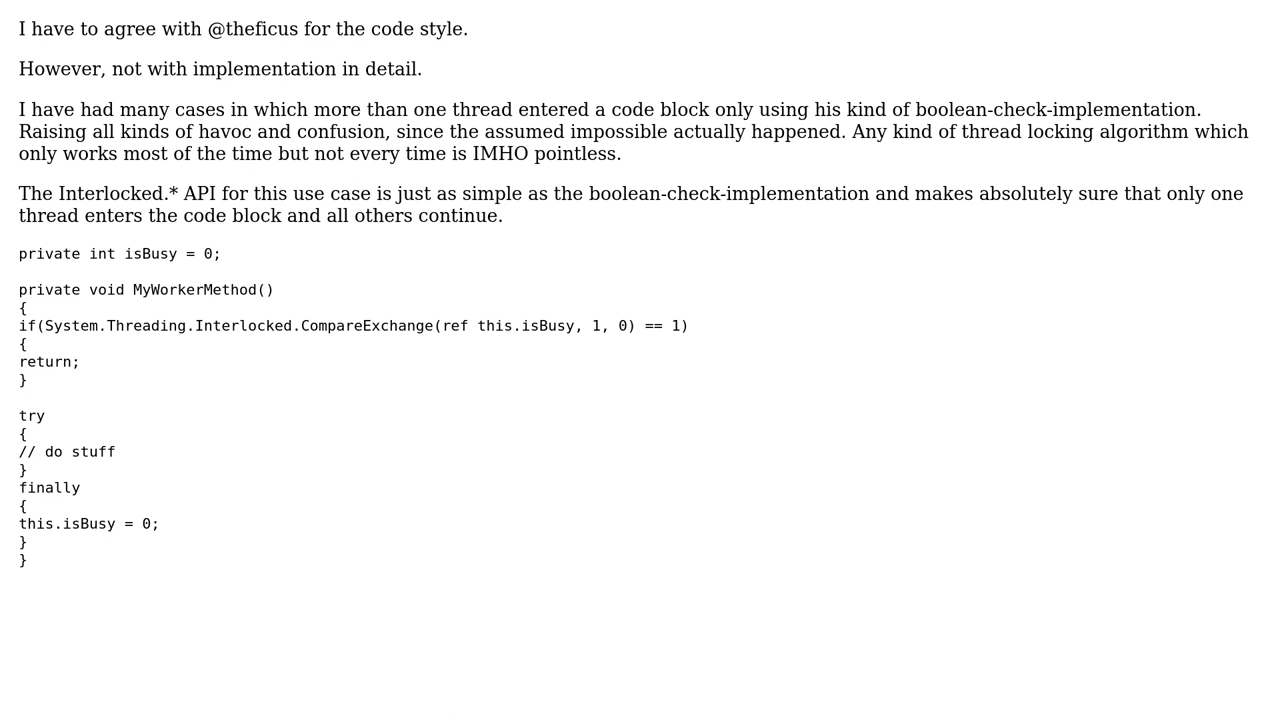 I have to agree with @theficus for the code style.
However, not with implementation in detail.
I have had many cases in which more than one thread entered a code block only using his kind of boolean-check-implementation.
Raising all kinds of havoc and confusion, since the assumed impossible actually happened. Any kind of thread locking algorithm which
only works most of the time but not every time is IMHO pointless.
The Interlocked.* API for this use case is just as simple as the boolean-check-implementation and makes absolutely sure that only one
thread enters the code block and all others continue.
private int isBusy = 0;
private void MyWorkerMethod()
{
if(System.Threading.Interlocked.CompareExchange(ref this.isBusy, 1, 0) == 1)
{
return;
}
try
{
// do stuff
}
finally
{
this.isBusy = 0;
}
}